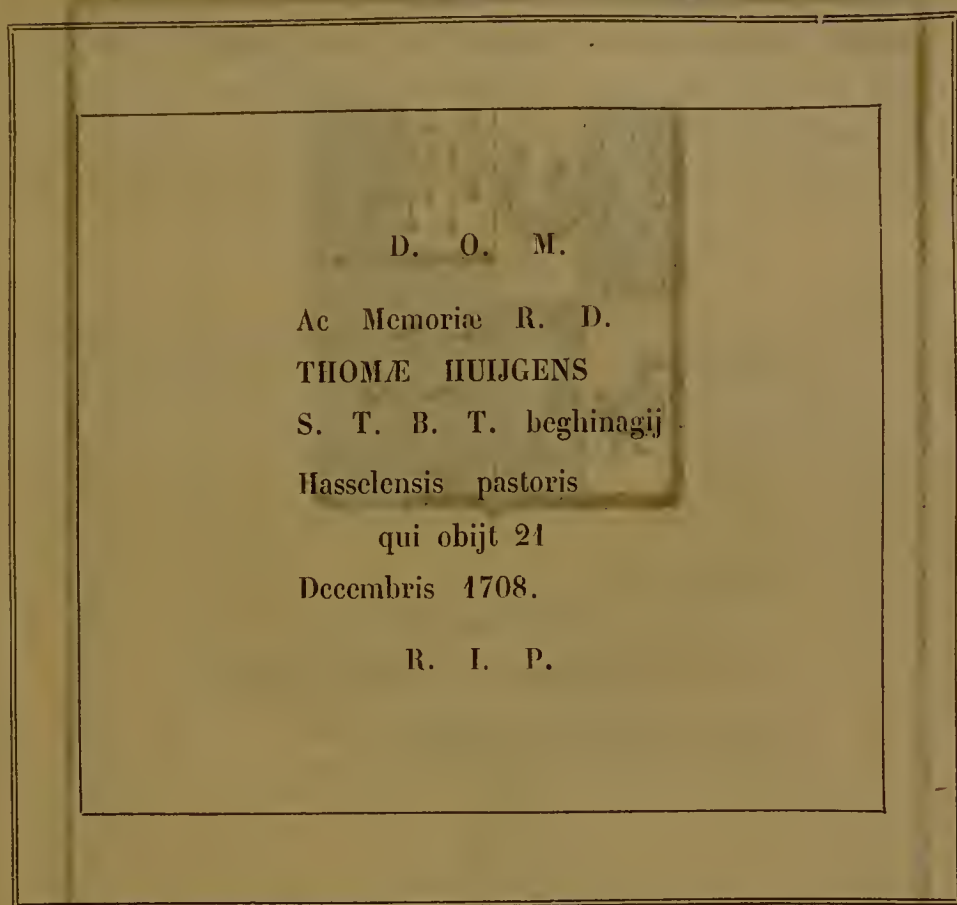 D. O. M.
Ac Memoriæ R. D.
THOMÆ HUIJGENS
S. T. B. T. beghinagij
Hasselensis pastoris
qui obijt 21
Decembris 1708.
R. I. P.